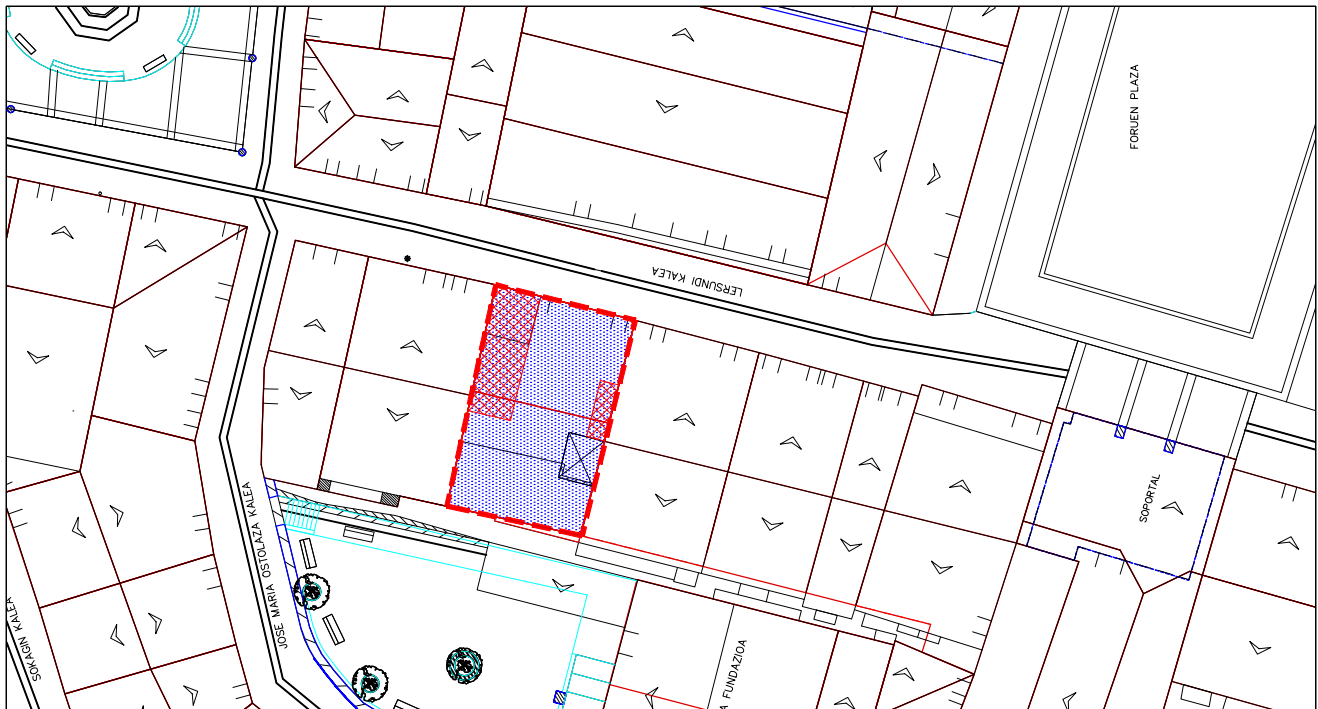 FORUEN PLAZA
LERSUNDI KALEA
SOPORTAL
JOSE MARIA OSTOLAZA KALEA
SOKAGIN KALEA
A FUNDAZIOA